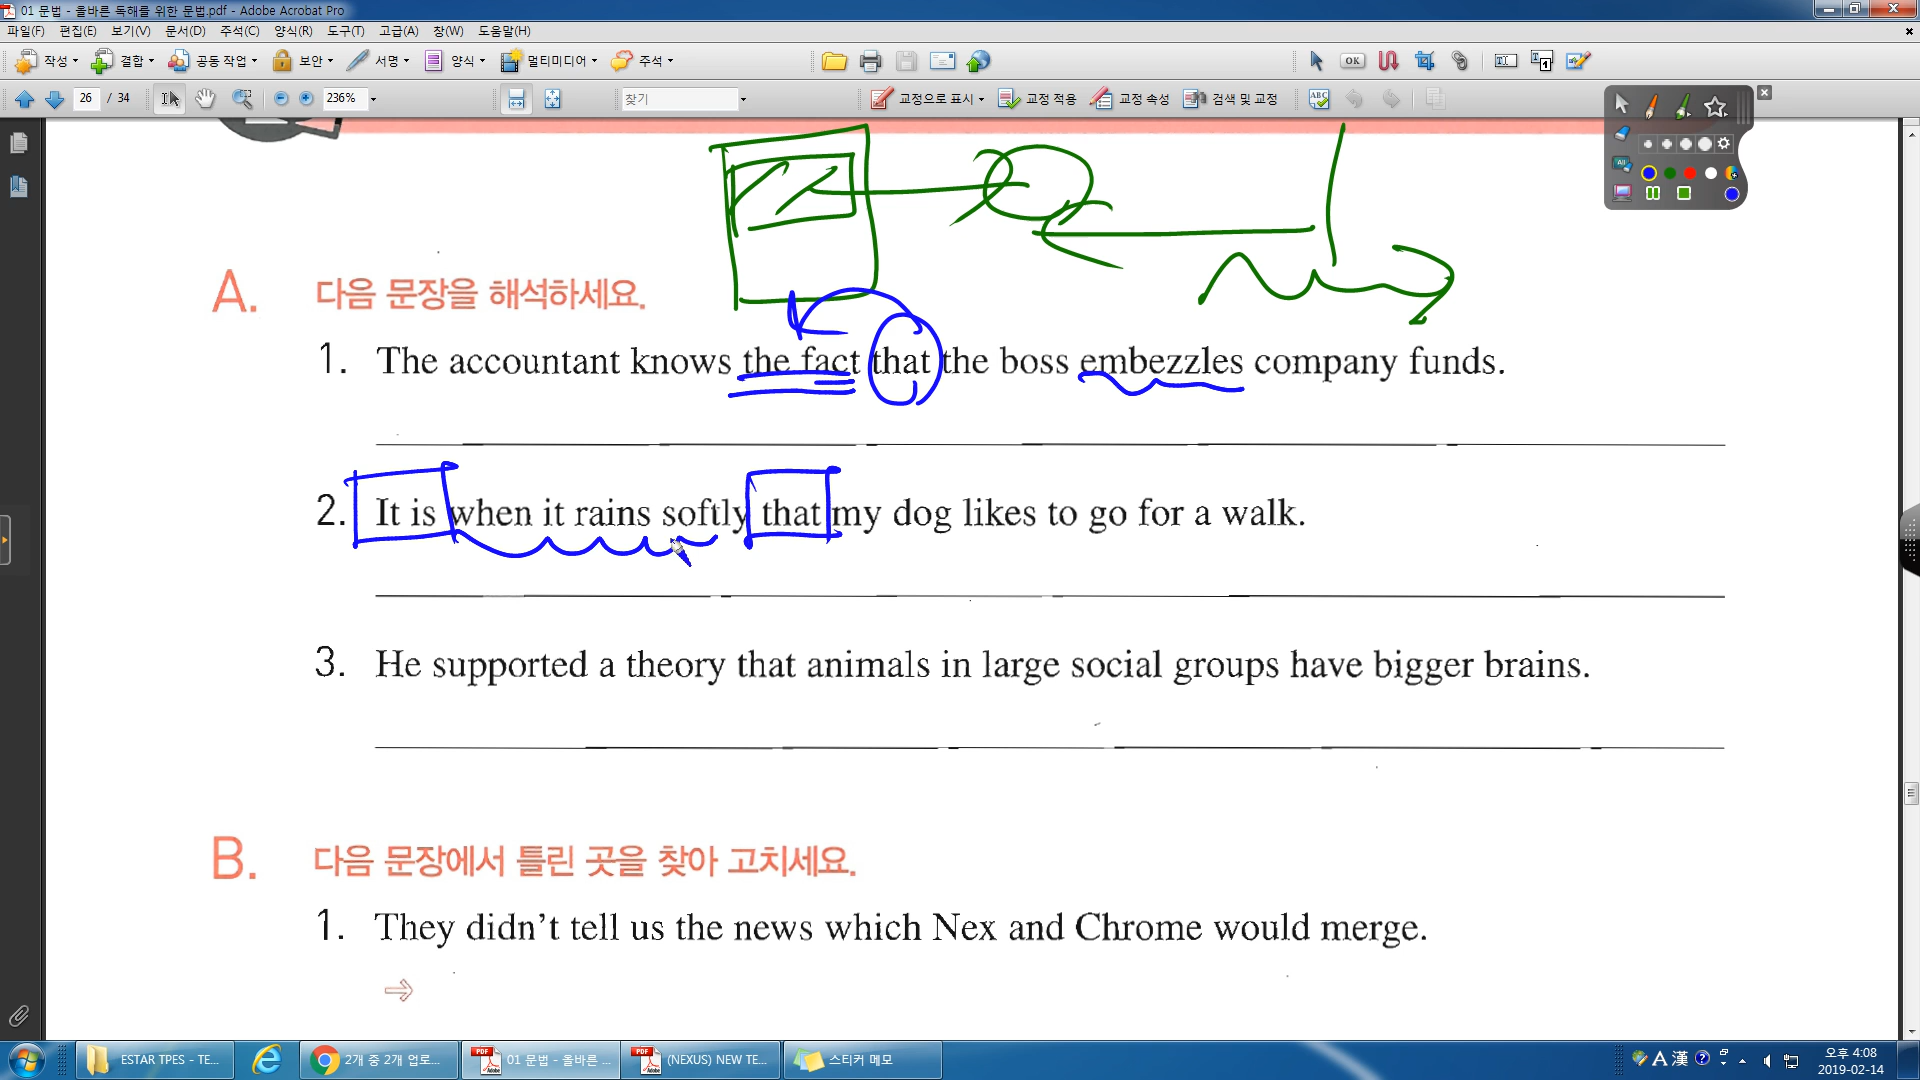 01 문법 - 올바른 독해를 위한 문법.pdf - Adobe Acrobat Pro
파일(F) 편집(E) 보기(V) 문서(D) 주석(C) 양식(R) 도구(T) 고급(A) 창(W) 도움말(H)
작성 결합 공동 작업 보안 서명 양식 멀티미디어 주석 OK
26 / 34 236% 찾기 교정으로 표시 교정 적용 교정 속성 검색 및 교정
A. 다음 문장을 해석하세요.
1. The accountant knows the fact that the boss embezzles company funds.
2. It is when it rains softly that my dog likes to go for a walk.
3. He supported a theory that animals in large social groups have bigger brains.
B. 다음 문장에서 틀린 곳을 찾아 고치세요.
1. They didn't tell us the news which Nex and Chrome would merge.
⇨
ESTAR TPES - TE... 2개 중 2개 업로... 01 문법 - 올바른 ... (NEXUS) NEW TE... 스티커 메모 A 漢 오후 4:08
2019-02-14